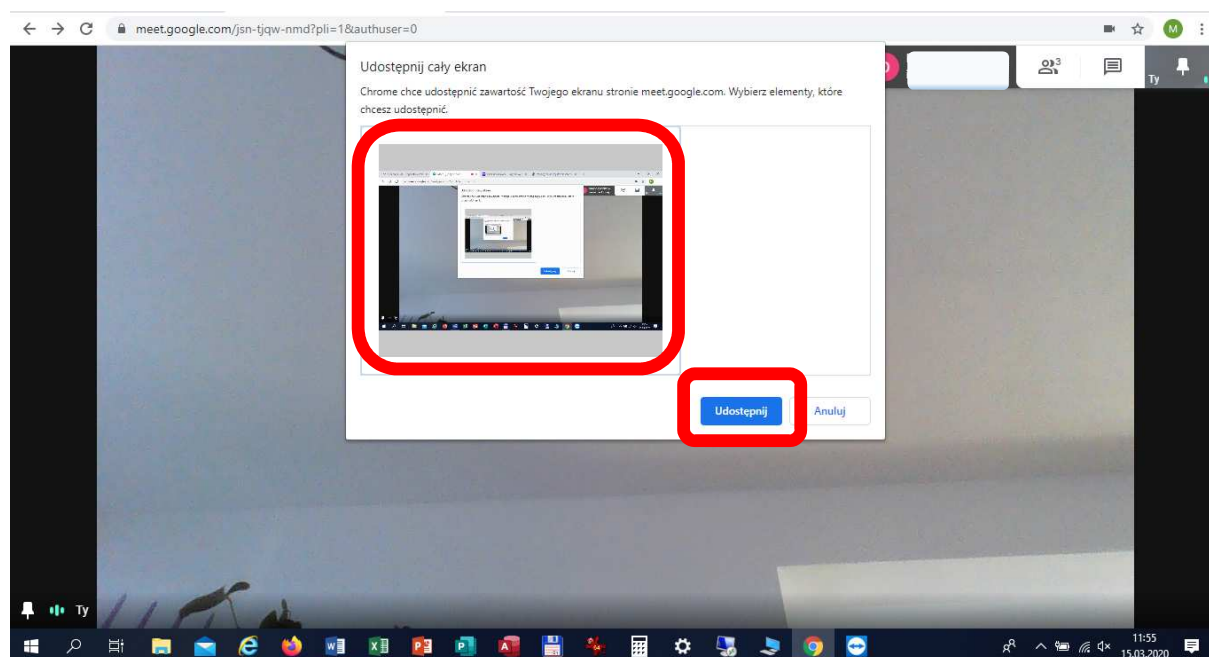 meet.google.com/jsn-tjqw-nmd?pli=1&authuser=0
M
Udostępnij cały ekran
Chrome chce udostępnić zawartość Twojego ekranu stronie meet.google.com. Wybierz elementy, które
chcesz udostępnić.
3
Ty
Udostępnij
Anuluj
Ty
11:55
15.03.2020